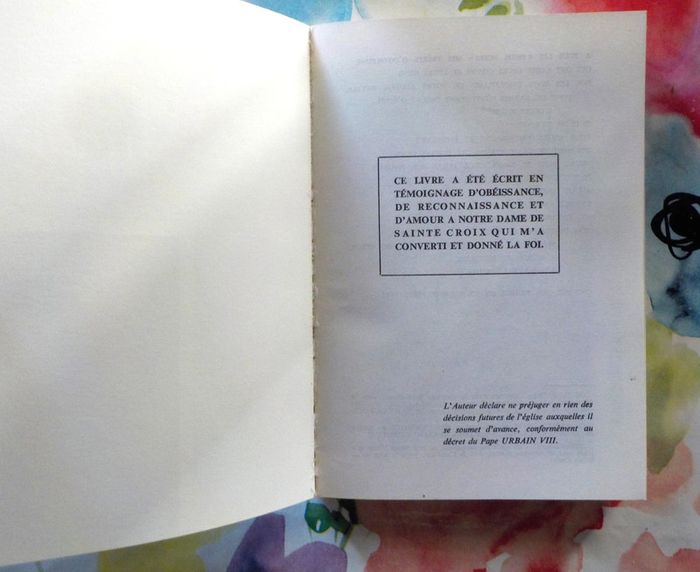 CE LIVRE A ÉTÉ ÉCRIT EN
TÉMOIGNAGE D'OBÉISSANCE,
DE RECONNAISSANCE ET
D'AMOUR A NOTRE DAME DE
SAINTE CROIX QUI M'A
CONVERTI ET DONNÉ LA FOI.
L'Auteur déclare ne préjuger en rien des
décisions futures de l'église auxquelles il
se soumet d'avance, conformément au
décret du Pape URBAIN VIII.